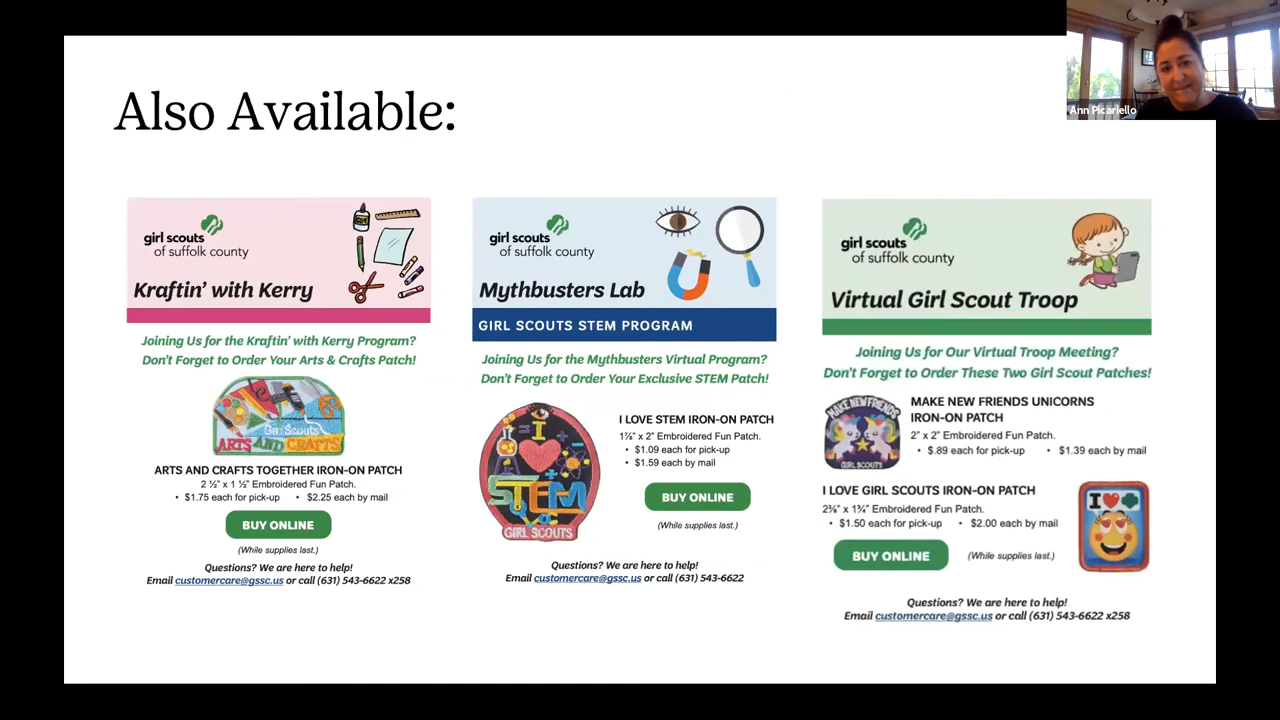 Also Available:
Ann Picariello
girl scouts
of suffolk county
Kraftin' with Kerry
Joining Us for the Kraftin' with Kerry Program?
Don't Forget to Order Your Arts & Crafts Patch!
Girl Scouts
ARTS AND CRAFTS
ARTS AND CRAFTS TOGETHER IRON-ON PATCH
2 ½" x 1 ½" Embroidered Fun Patch.
• $1.75 each for pick-up • $2.25 each by mail
BUY ONLINE
(While supplies last.)
Questions? We are here to help!
Email customercare@gssc.us or call (631) 543-6622 x258
girl scouts
of suffolk county
Mythbusters Lab
GIRL SCOUTS STEM PROGRAM
Joining Us for the Mythbusters Virtual Program?
Don't Forget to Order Your Exclusive STEM Patch!
I
STEM
GIRL SCOUTS
I LOVE STEM IRON-ON PATCH
1⅞" x 2" Embroidered Fun Patch.
• $1.09 each for pick-up
• $1.59 each by mail
BUY ONLINE
(While supplies last.)
Questions? We are here to help!
Email customercare@gssc.us or call (631) 543-6622
girl scouts
of suffolk county
Virtual Girl Scout Troop
Joining Us for Our Virtual Troop Meeting?
Don't Forget to Order These Two Girl Scout Patches!
MAKE NEW FRIENDS
GIRL SCOUTS
MAKE NEW FRIENDS UNICORNS
IRON-ON PATCH
2" x 2" Embroidered Fun Patch.
• $.89 each for pick-up • $1.39 each by mail
I LOVE GIRL SCOUTS IRON-ON PATCH
Embroidered Fun Patch.
• $1.50 each for pick-up • $2.00 each by mail
I
BUY ONLINE
(While supplies last.)
Questions? We are here to help!
Email customercare@gssc.us or call (631) 543-6622 x258